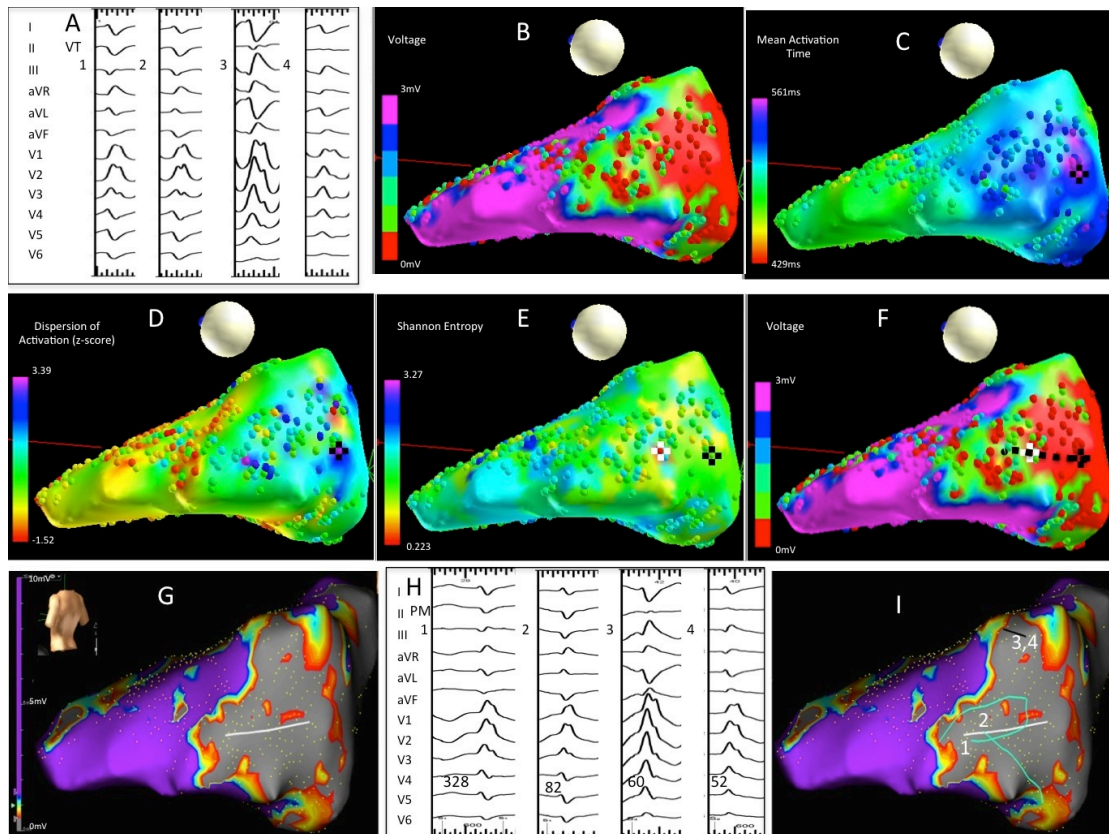 A
I
II VT
III 1 2 3 4
aVR
aVL
aVF
V1
V2
V3
V4
V5
V6
B
Voltage
3mV
0mV
C
Mean Activation
Time
561ms
429ms
D
Dispersion of
Activation (z-score)
3.39
-1.52
E
Shannon Entropy
3.27
0.223
F
Voltage
3mV
0mV
G
10mV
5mV
0mV
H
I
II PM
III
1 2 3 4
aVR
aVL
aVF
V1
V2
V3
V4
328 82 60 52
V5
V6
I
3,4
2
1